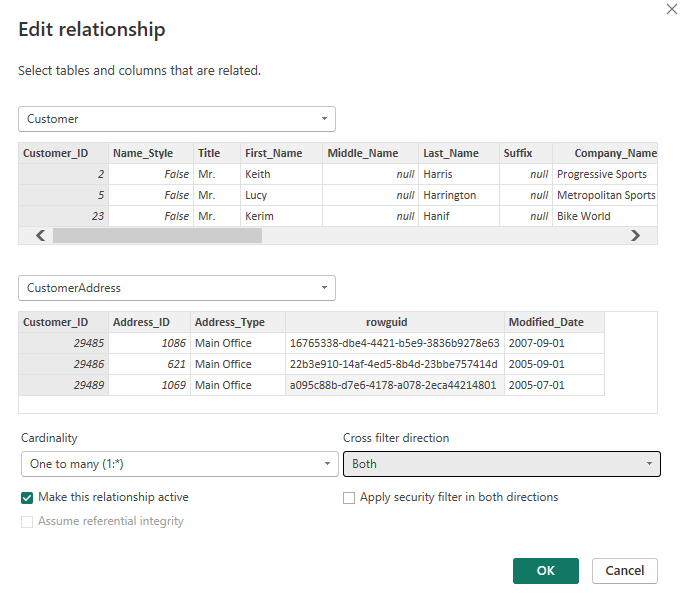 Edit relationship
Select tables and columns that are related.
Customer
Customer_ID Name_Style Title First_Name Middle_Name Last_Name Suffix Company_Name
2 False Mr. Keith null Harris null Progressive Sports
5 False Mr. Lucy null Harrington null Metropolitan Sports
23 False Mr. Kerim null Hanif null Bike World
CustomerAddress
Customer_ID Address_ID Address_Type rowguid Modified_Date
29485 1086 Main Office 16765338-dbe4-4421-b5e9-3836b9278e63 2007-09-01
29486 621 Main Office 22b3e910-14af-4ed5-8b4d-23bbe757414d 2005-09-01
29489 1069 Main Office a095c88b-d7e6-4178-a078-2eca44214801 2005-07-01
Cardinality Cross filter direction
One to many (1:*) Both
Make this relationship active Apply security filter in both directions
Assume referential integrity
OK Cancel